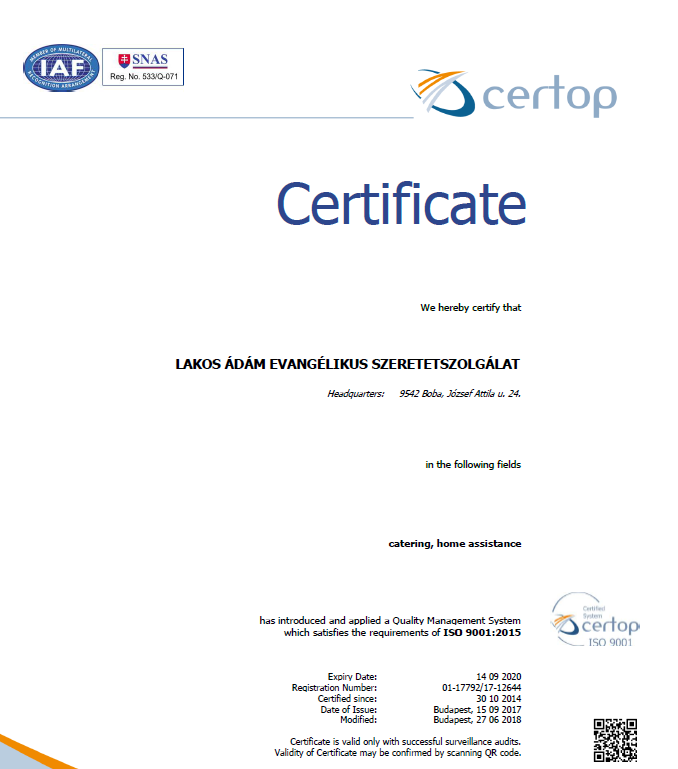 MEMBER OF MULTILATERAL
IAF
RECOGNITION ARRANGEMENT
SNAS
Reg. No. 533/Q-071
certop
Certificate
We hereby certify that
LAKOS ÁDÁM EVANGÉLIKUS SZERETETSZOLGÁLAT
Headquarters: 9542 Boba, József Attila u. 24.
in the following fields
catering, home assistance
has introduced and applied a Quality Management System
which satisfies the requirements of ISO 9001:2015
Certified
System
certop
ISO 9001
Expiry Date: 14 09 2020
Registration Number: 01-17792/17-12644
Certified since: 30 10 2014
Date of Issue: Budapest, 15 09 2017
Modified: Budapest, 27 06 2018
Certificate is valid only with successful surveillance audits.
Validity of Certificate may be confirmed by scanning QR code.